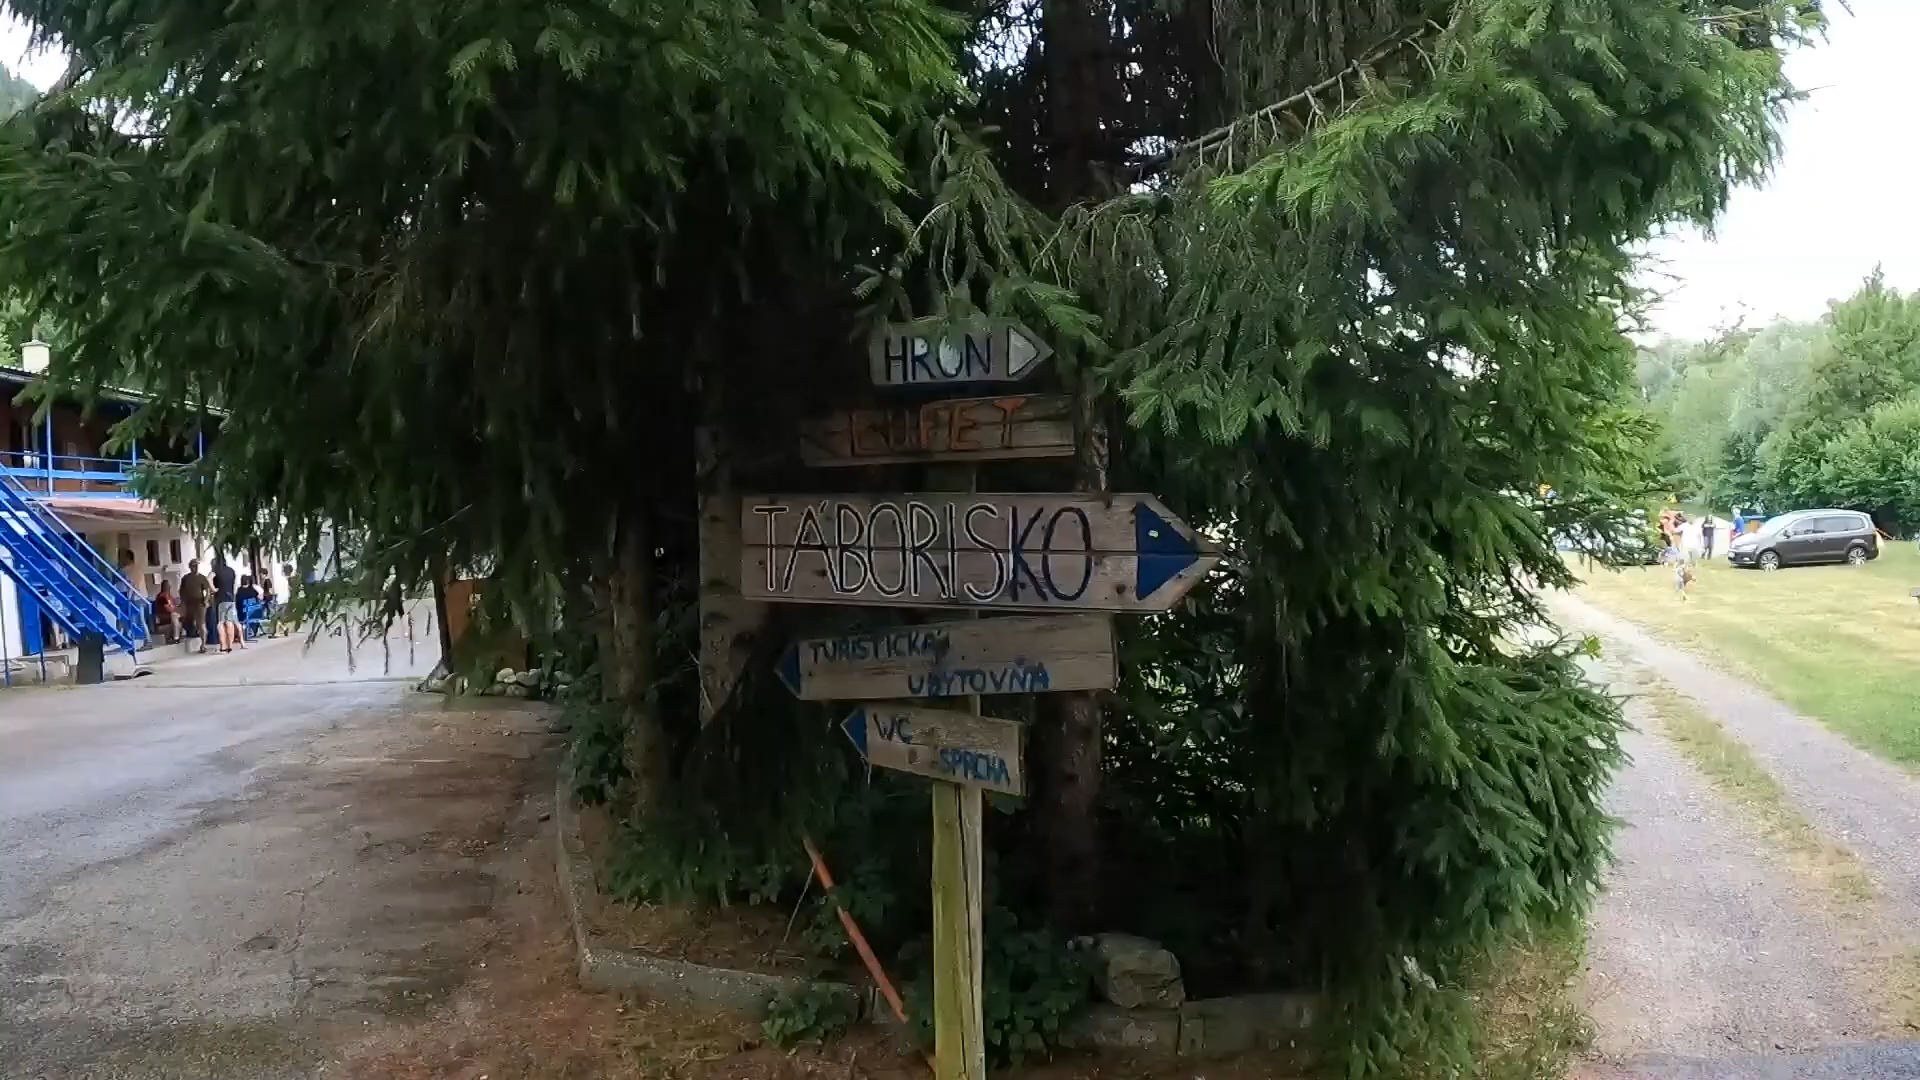 HRON
BUFET
TÁBORISKO
TURISTICKÁ
UBYTOVŇA
WC
SPRCHA